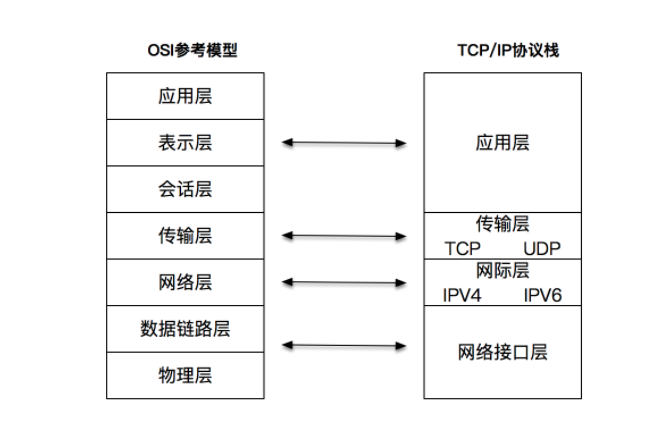 OSI参考模型
TCP/IP协议栈
应用层
表示层
会话层
传输层
网络层
数据链路层
物理层
应用层
传输层
TCP UDP
网际层
IPV4 IPV6
网络接口层